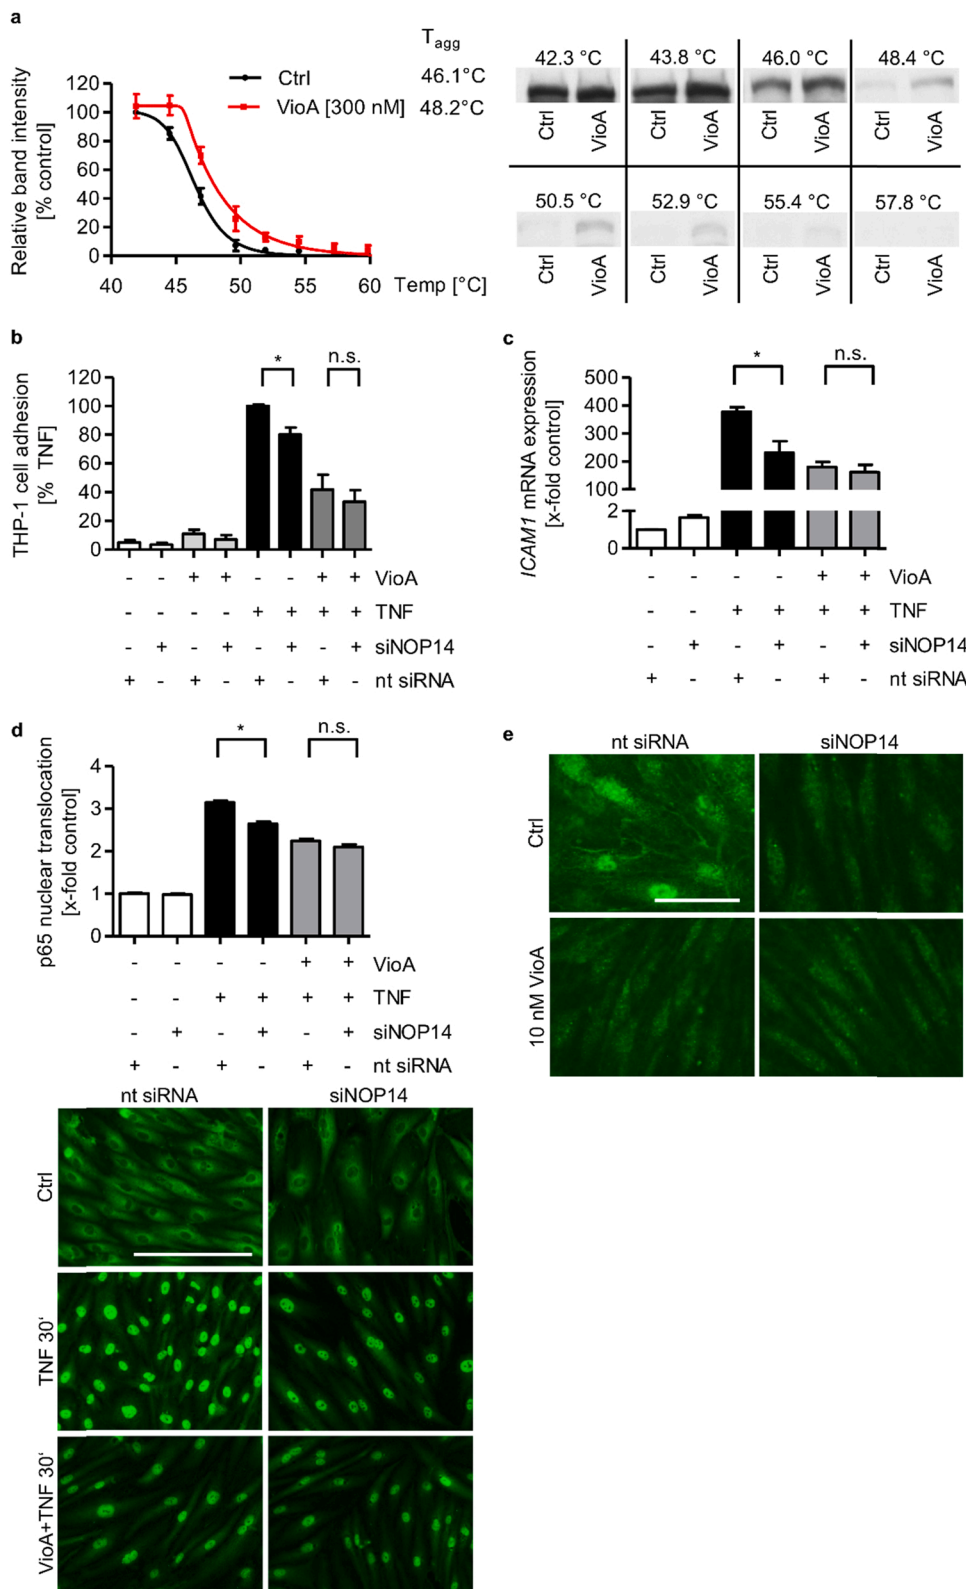 a
Tagg
Ctrl 46.1°C
VioA [300 nM] 48.2°C
Relative band intensity
[% control]
120
100
80
60
40
20
0
40 45 50 55 60 Temp [°C]
42.3 °C 43.8 °C 46.0 °C 48.4 °C
Ctrl VioA Ctrl VioA Ctrl VioA Ctrl VioA
50.5 °C 52.9 °C 55.4 °C 57.8 °C
Ctrl VioA Ctrl VioA Ctrl VioA Ctrl VioA
b
THP-1 cell adhesion
[% TNF]
* n.s.
120
100
80
60
40
20
0
- - + + - - + + VioA
- - - - + + + + TNF
- + - + - + - + siNOP14
+ - + - + - + - nt siRNA
c
ICAM1 mRNA expression
[x-fold control]
* n.s.
500
400
300
200
100
2
0
- - - - + + VioA
- - + + + + TNF
- + - + - + siNOP14
+ - + - + - nt siRNA
d
p65 nuclear translocation
[x-fold control]
* n.s.
4
3
2
1
0
- - - - + + VioA
- - + + + + TNF
- + - + - + siNOP14
+ - + - + - nt siRNA
nt siRNA siNOP14
Ctrl
TNF 30‘
VioA+TNF 30‘
e
nt siRNA siNOP14
Ctrl
10 nM VioA